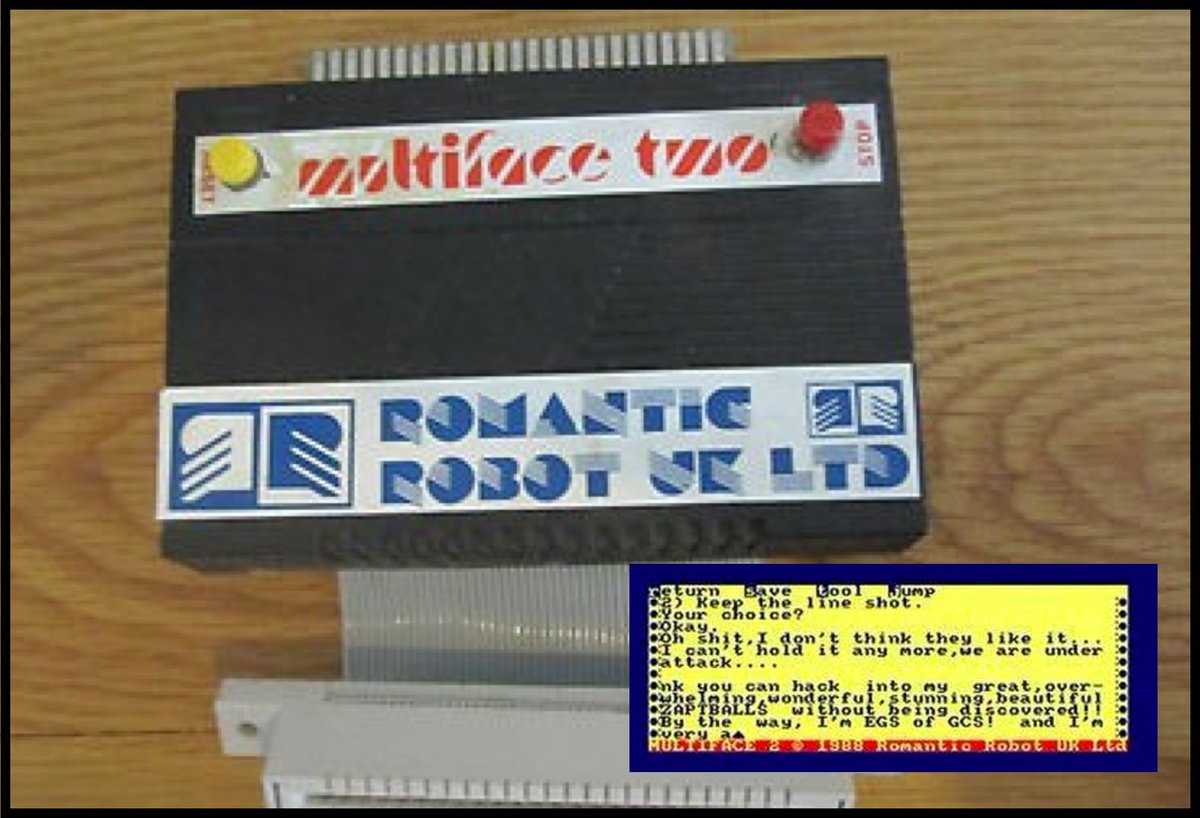 multiface two
STOP
ROMANTIC
ROBOT UK LTD
Return Save Tool Jump
2) Keep the line shot.
Your choice?
Okay.
Oh shit,I don't think they like it...
I can't hold it any more,we are under
attack....
nk you can hack into my great,over-
whelming,wonderful,stunning,beautiful
ZAPTBALLS without being discovered!!
By the way, I'm EGS of GCS! and I'm
very a
MULTIFACE 2 © 1988 Romantic Robot UK Ltd